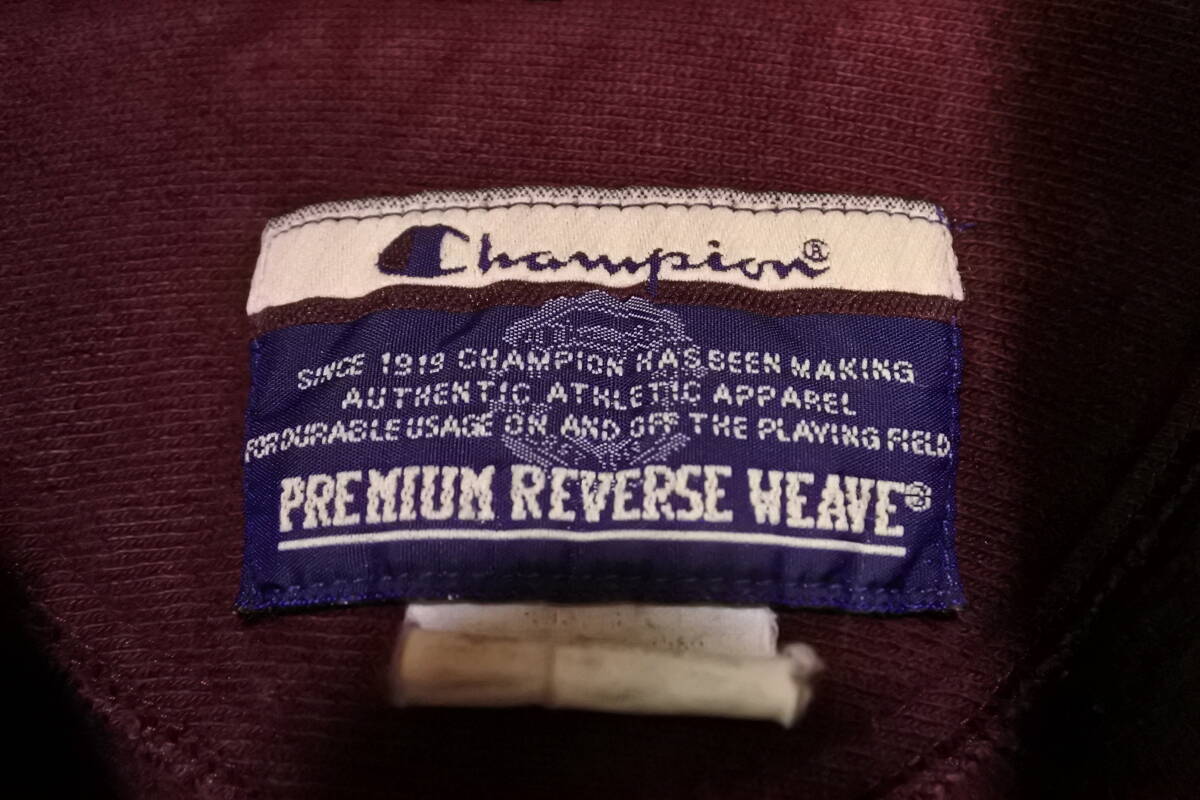 Champion®
SINCE 1919 CHAMPION HAS BEEN MAKING
AUTHENTIC ATHLETIC APPAREL
FOR DURABLE USAGE ON AND OFF THE PLAYING FIELD.
PREMIUM REVERSE WEAVE®